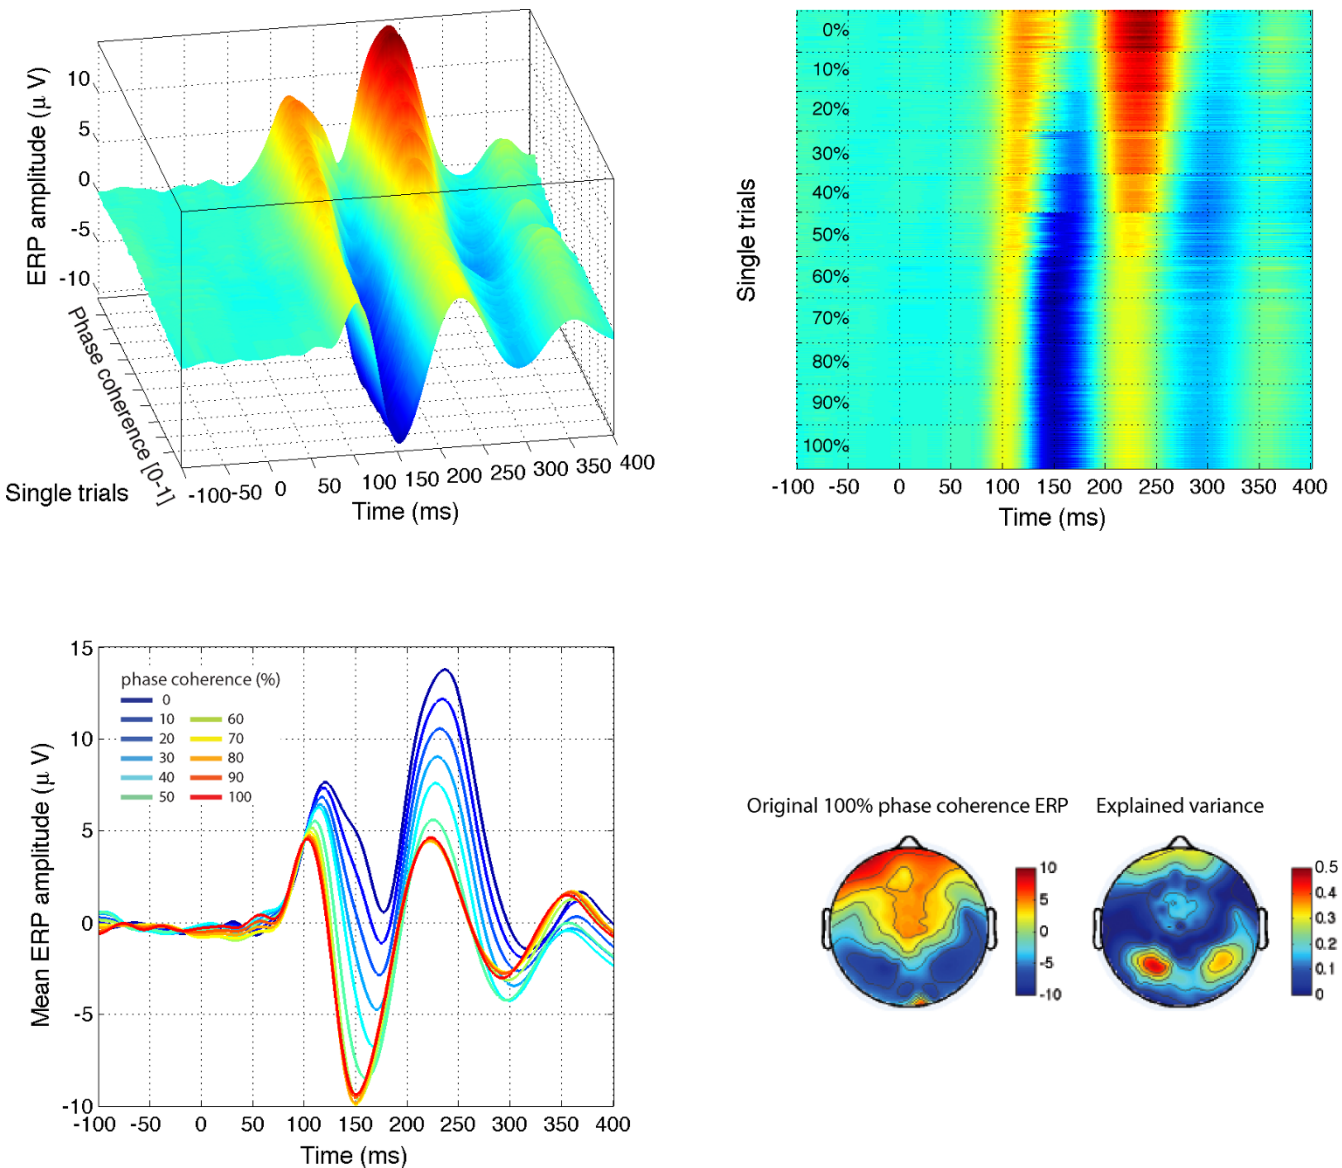 ERP amplitude (μ V)
10
5
0
-5
-10
Phase coherence [0-1]
Single trials
-100 -50 0 50 100 150 200 250 300 350 400
Time (ms)
Single trials
0%
10%
20%
30%
40%
50%
60%
70%
80%
90%
100%
-100 -50 0 50 100 150 200 250 300 350 400
Time (ms)
Mean ERP amplitude (μ V)
15
10
5
0
-5
-10
phase coherence (%)
0
10 60
20 70
30 80
40 90
50 100
-100 -50 0 50 100 150 200 250 300 350 400
Time (ms)
Original 100% phase coherence ERP
10
5
0
-5
-10
Explained variance
0.5
0.4
0.3
0.2
0.1
0